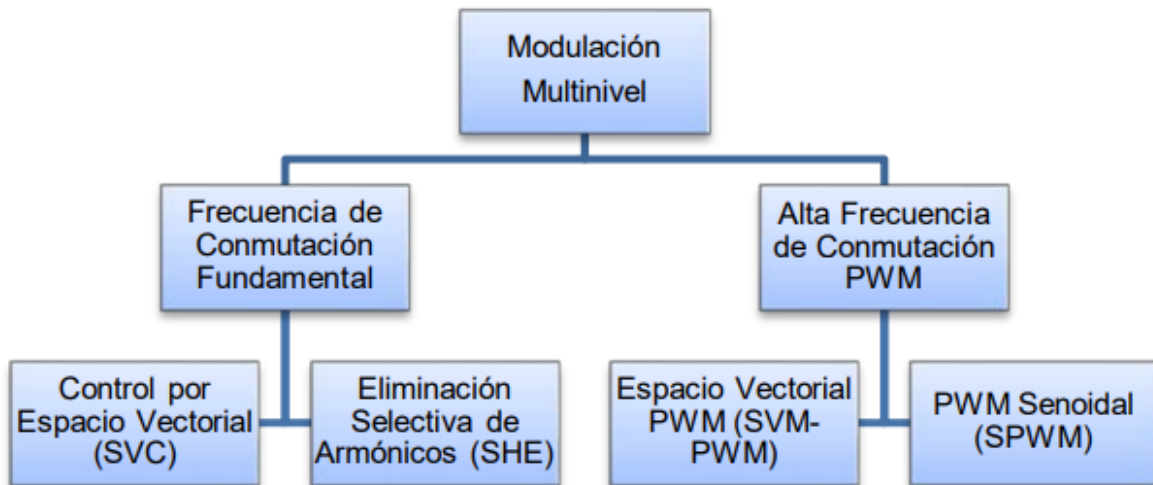 Modulación
Multinivel
Frecuencia de
Conmutación
Fundamental
Alta Frecuencia
de Conmutación
PWM
Control por
Espacio Vectorial
(SVC)
Eliminación
Selectiva de
Armónicos (SHE)
Espacio Vectorial
PWM (SVM-
PWM)
PWM Senoidal
(SPWM)